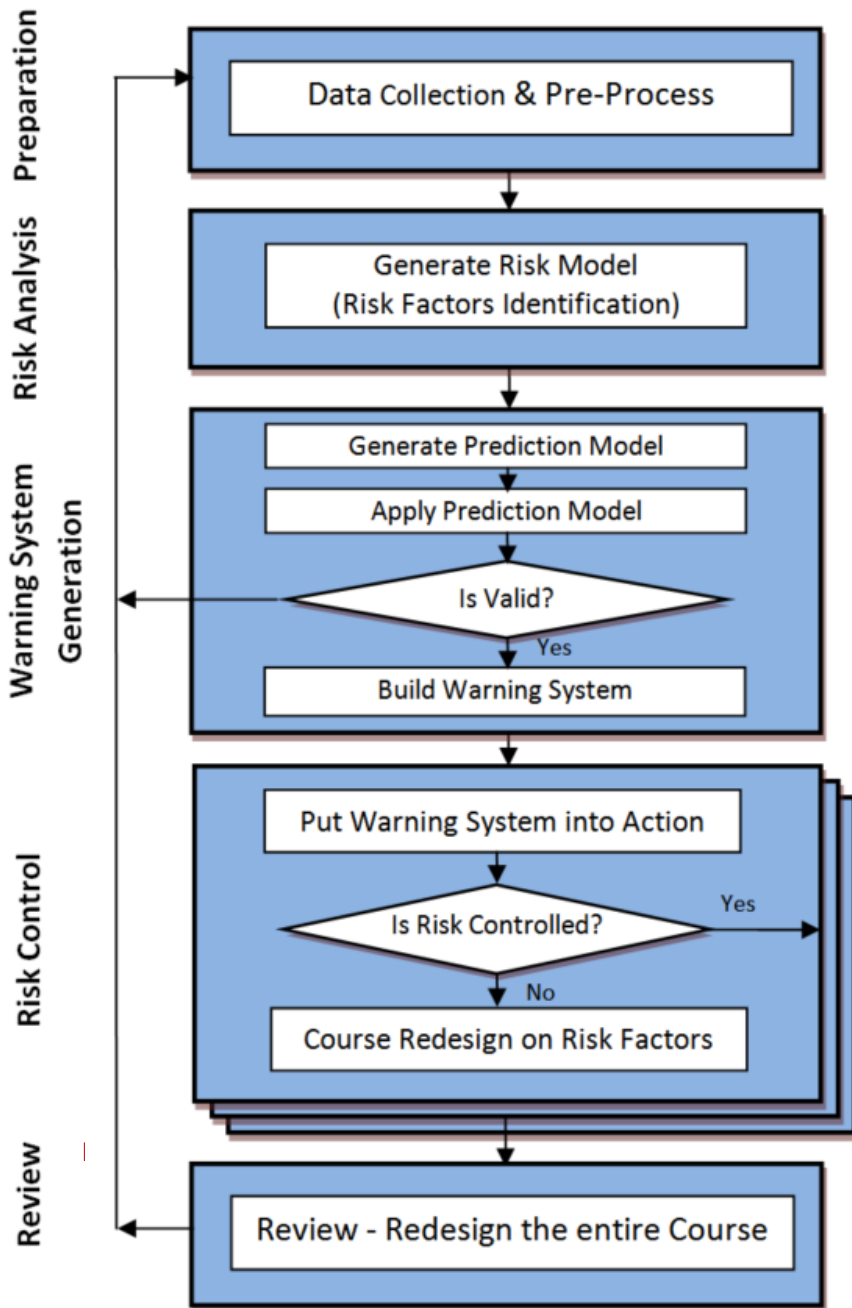 Preparation
Data Collection & Pre-Process
Risk Analysis
Generate Risk Model
(Risk Factors Identification)
Warning System
Generation
Generate Prediction Model
Apply Prediction Model
Is Valid?
Yes
Build Warning System
Risk Control
Put Warning System into Action
Is Risk Controlled?
Yes
No
Course Redesign on Risk Factors
Review
Review - Redesign the entire Course